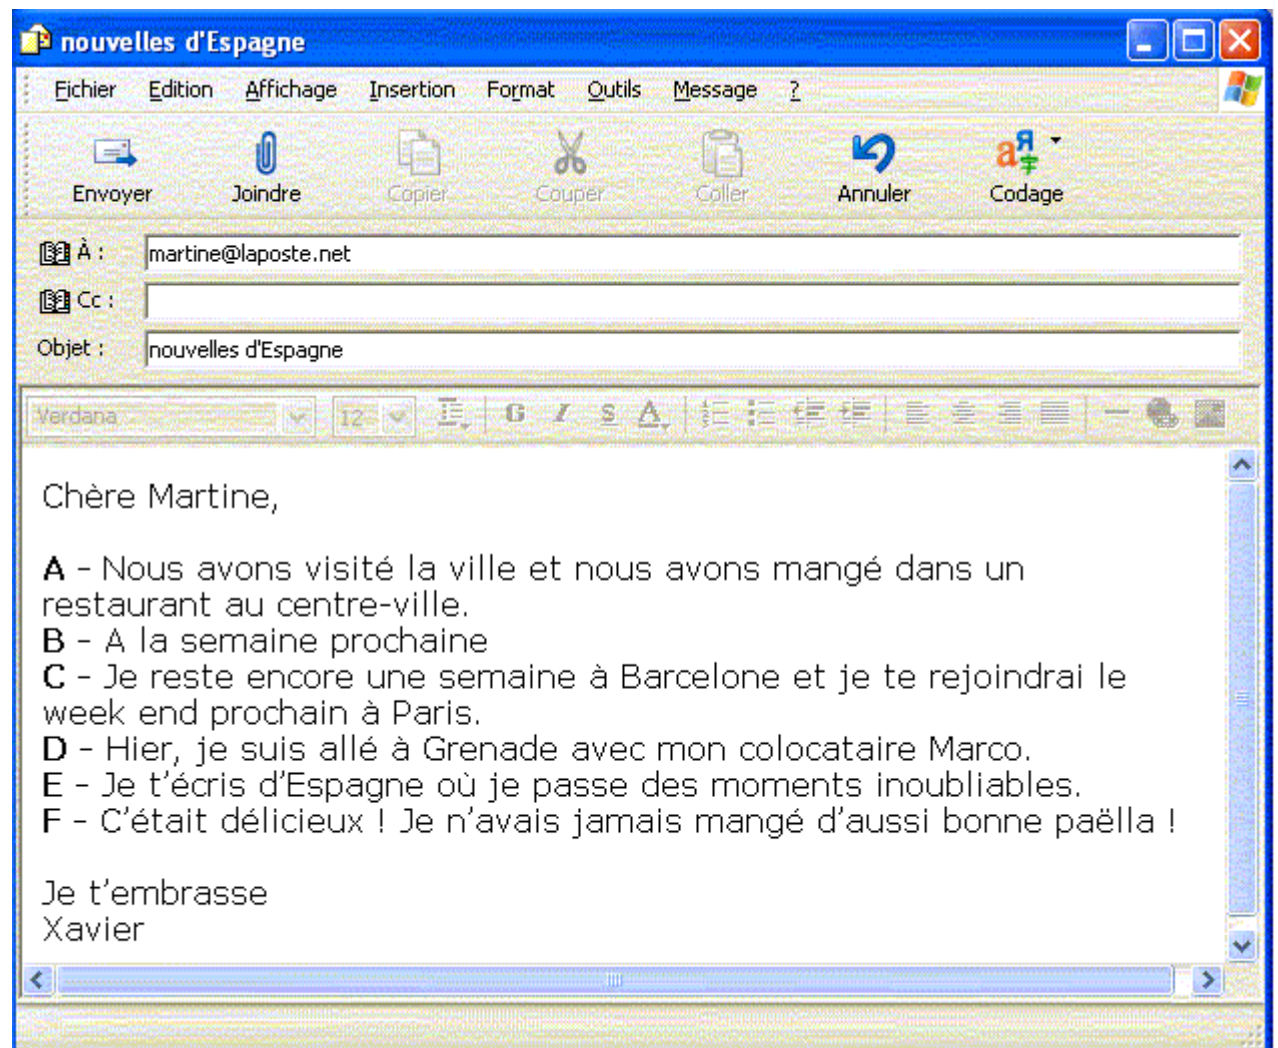 nouvelles d'Espagne
Fichier Edition Affichage Insertion Format Outils Message ?
Envoyer Joindre Copier Couper Coller Annuler Codage
À : martine@laposte.net
Cc :
Objet : nouvelles d'Espagne
Verdana 12 G I S A
Chère Martine,
A – Nous avons visité la ville et nous avons mangé dans un
restaurant au centre-ville.
B – A la semaine prochaine
C – Je reste encore une semaine à Barcelone et je te rejoindrai le
week end prochain à Paris.
D – Hier, je suis allé à Grenade avec mon colocataire Marco.
E – Je t’écris d’Espagne où je passe des moments inoubliables.
F – C’était délicieux ! Je n’avais jamais mangé d’aussi bonne paëlla !
Je t’embrasse
Xavier